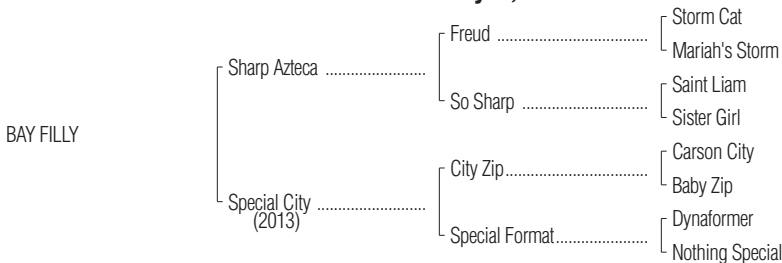 Storm Cat
Freud ......................................
Mariah's Storm
Sharp Azteca .........................
Saint Liam
So Sharp ................................
Sister Girl
BAY FILLY
Carson City
City Zip....................................
Baby Zip
Special City ...........................
(2013)
Dynaformer
Special Format.......................
Nothing Special